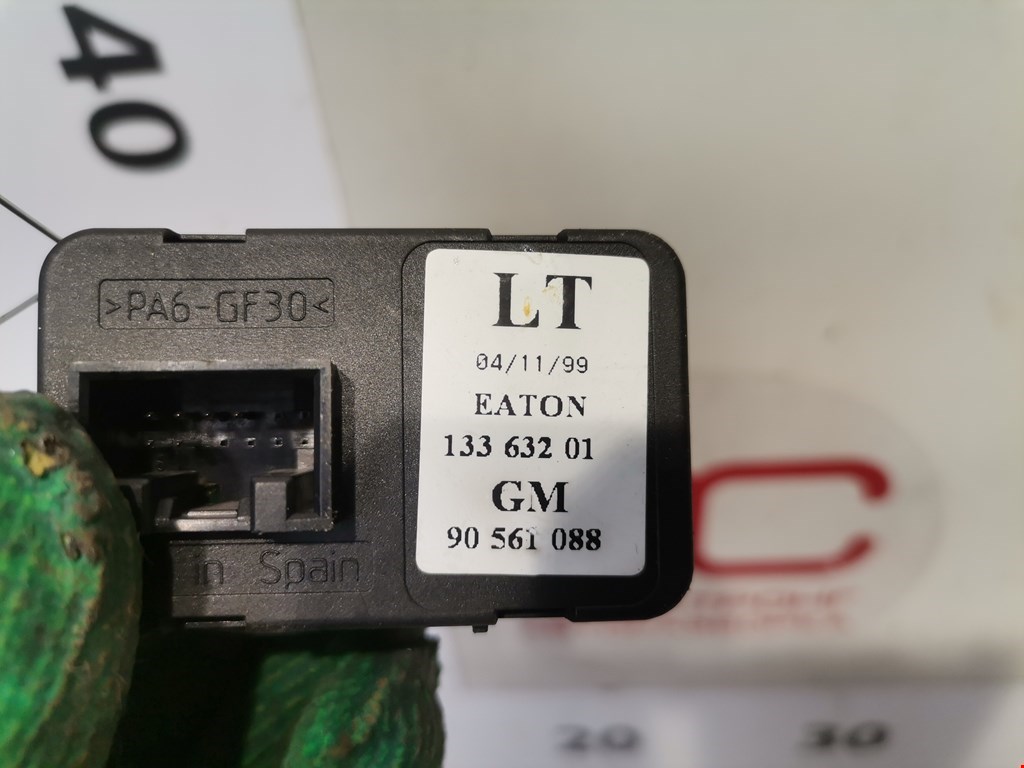 40
>PA6-GF30<
LT
04/11/99
EATON
133 632 01
GM
90 561 088
in Spain
C
20 30